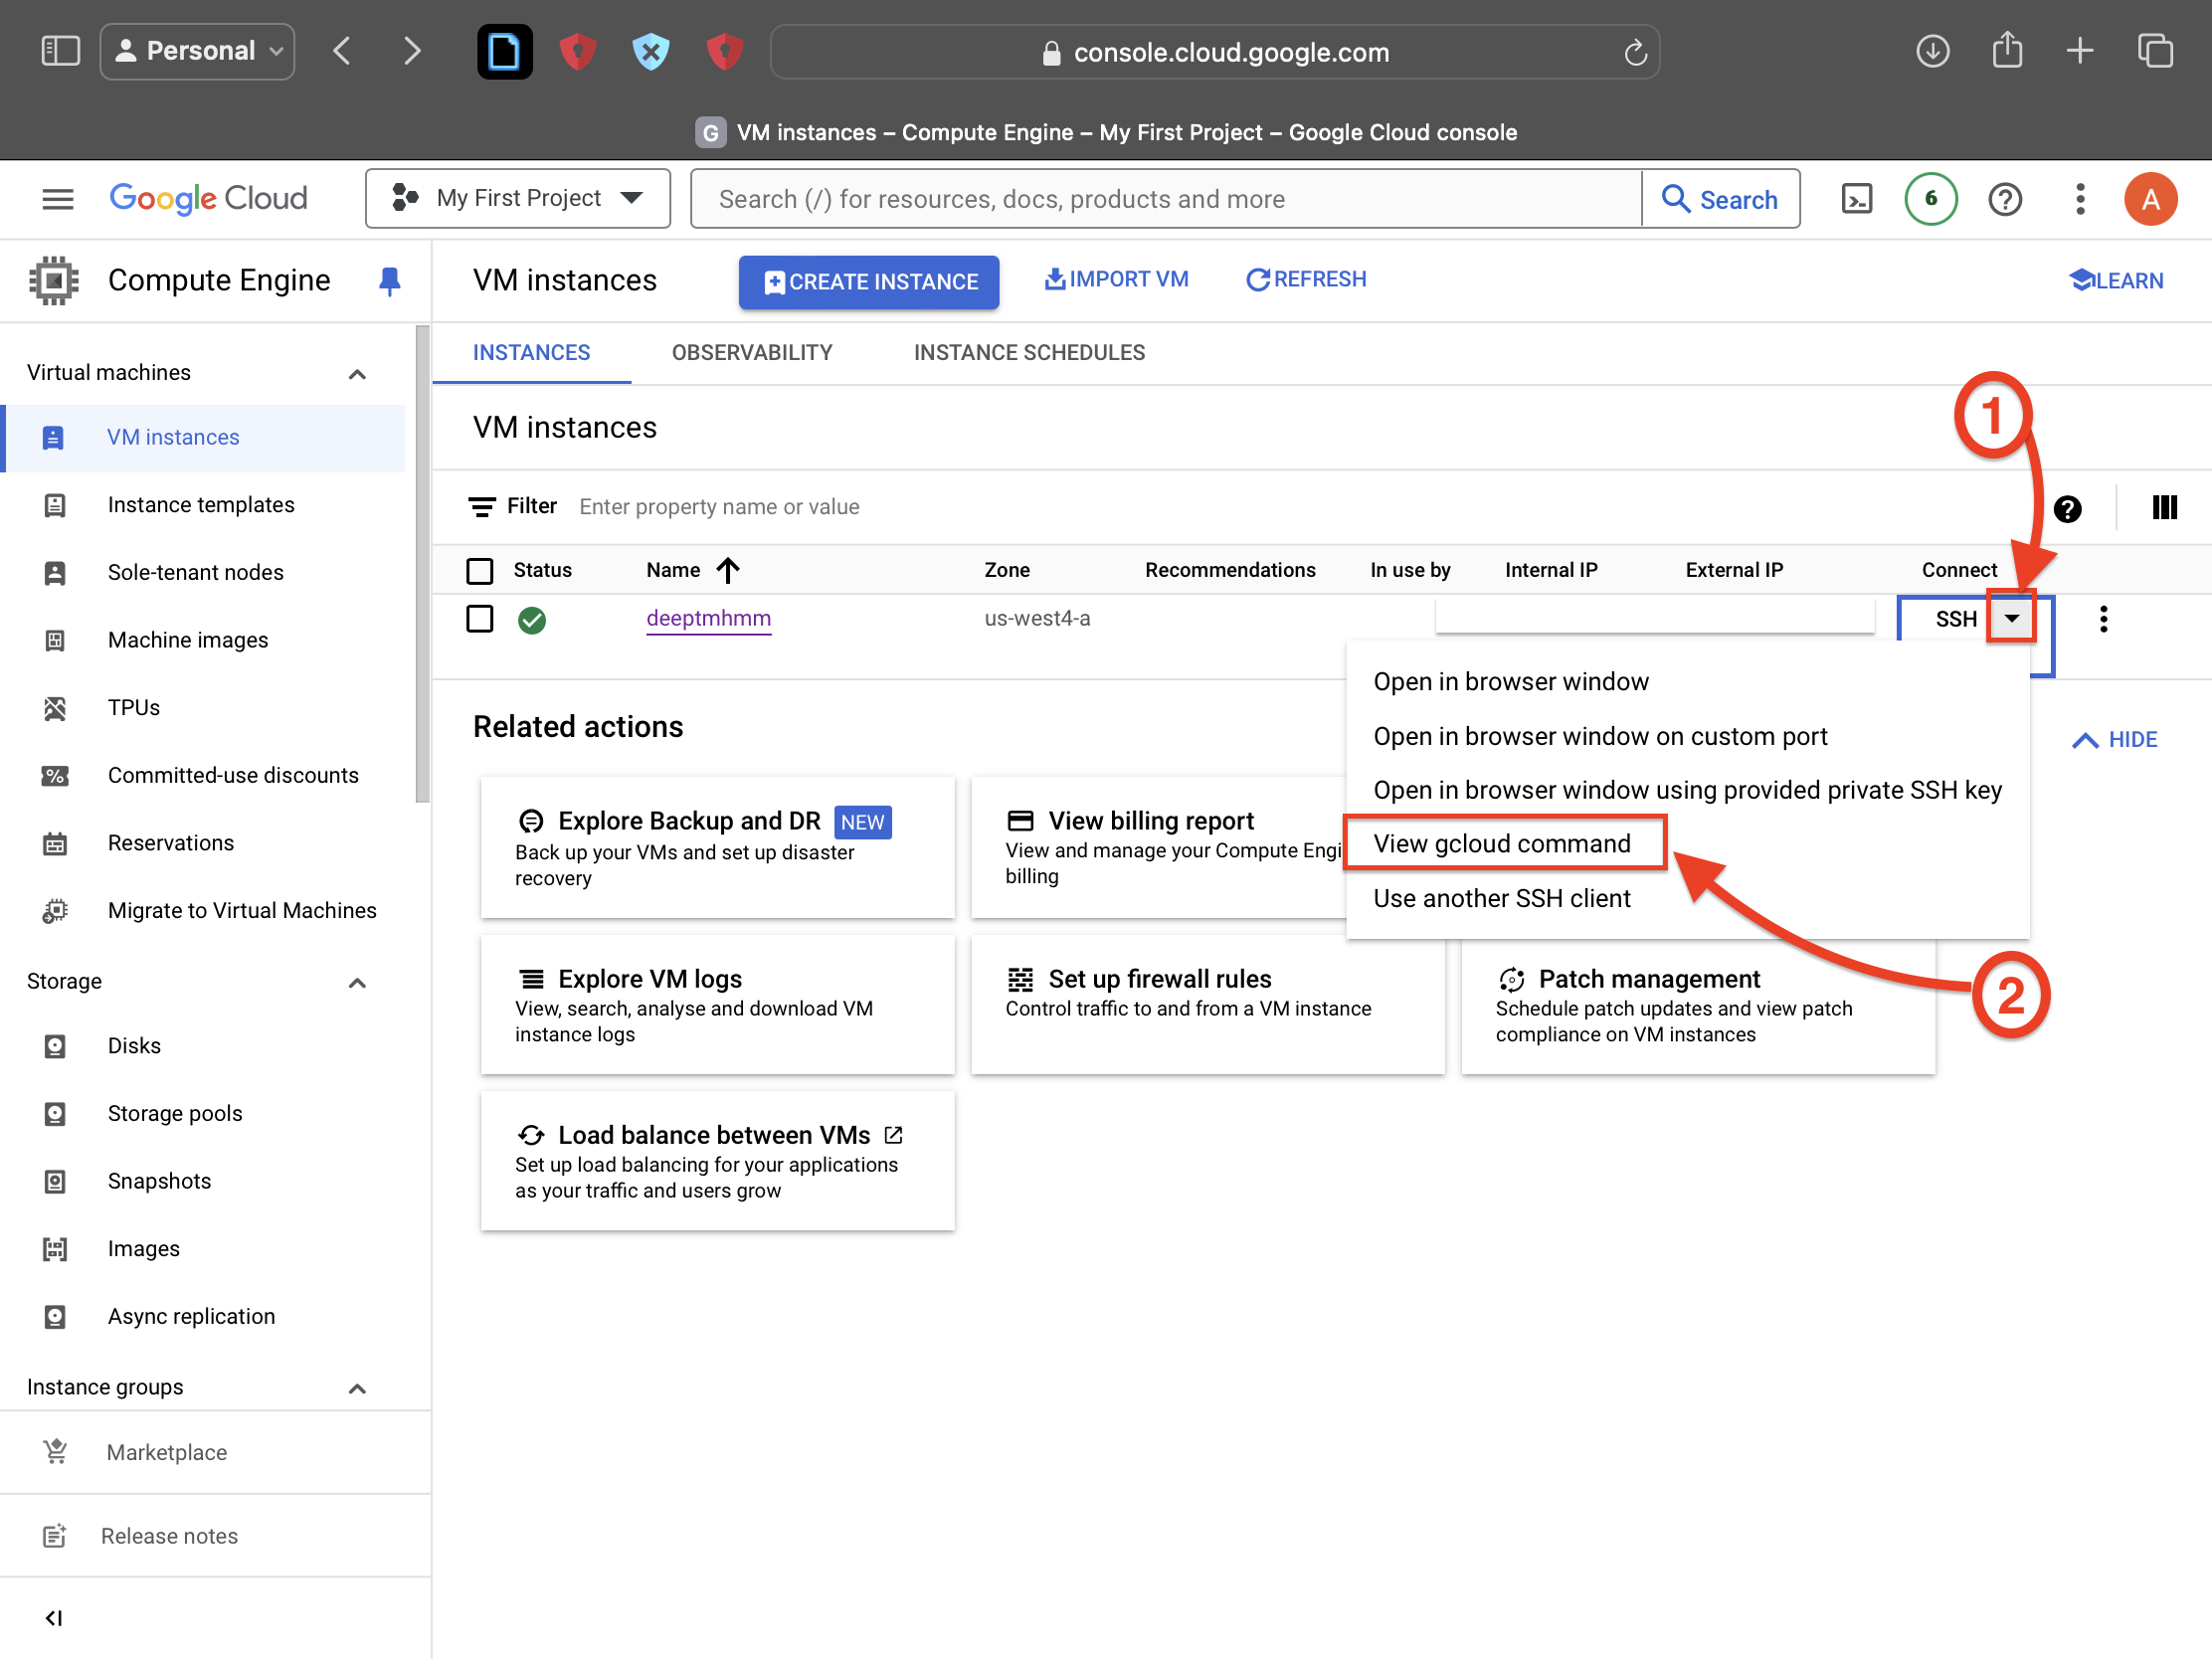 Personal
console.cloud.google.com
G VM instances – Compute Engine – My First Project – Google Cloud console
Google Cloud
My First Project
Search (/) for resources, docs, products and more
Search
6
A
Compute Engine
VM instances
CREATE INSTANCE
IMPORT VM
REFRESH
LEARN
Virtual machines
VM instances
Instance templates
Sole-tenant nodes
Machine images
TPUs
Committed-use discounts
Reservations
Migrate to Virtual Machines
Storage
Disks
Storage pools
Snapshots
Images
Async replication
Instance groups
Marketplace
Release notes
INSTANCES
OBSERVABILITY
INSTANCE SCHEDULES
VM instances
1
Filter Enter property name or value
Status Name Zone Recommendations In use by Internal IP External IP Connect
deeptmhmm us-west4-a SSH
Open in browser window
Open in browser window on custom port
Open in browser window using provided private SSH key
View gcloud command
Use another SSH client
2
Related actions
HIDE
Explore Backup and DR NEW
Back up your VMs and set up disaster
recovery
View billing report
View and manage your Compute Engi
billing
Explore VM logs
View, search, analyse and download VM
instance logs
Set up firewall rules
Control traffic to and from a VM instance
Patch management
Schedule patch updates and view patch
compliance on VM instances
Load balance between VMs
Set up load balancing for your applications
as your traffic and users grow